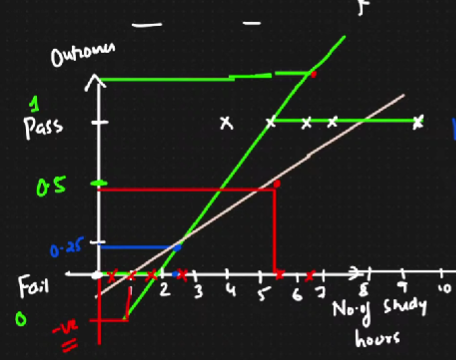 Outcomes
1
Pass
0.5
0.25
Fail
0
-ve
1 2 3 4 5 6 7 8 9 10
No. of study
hours